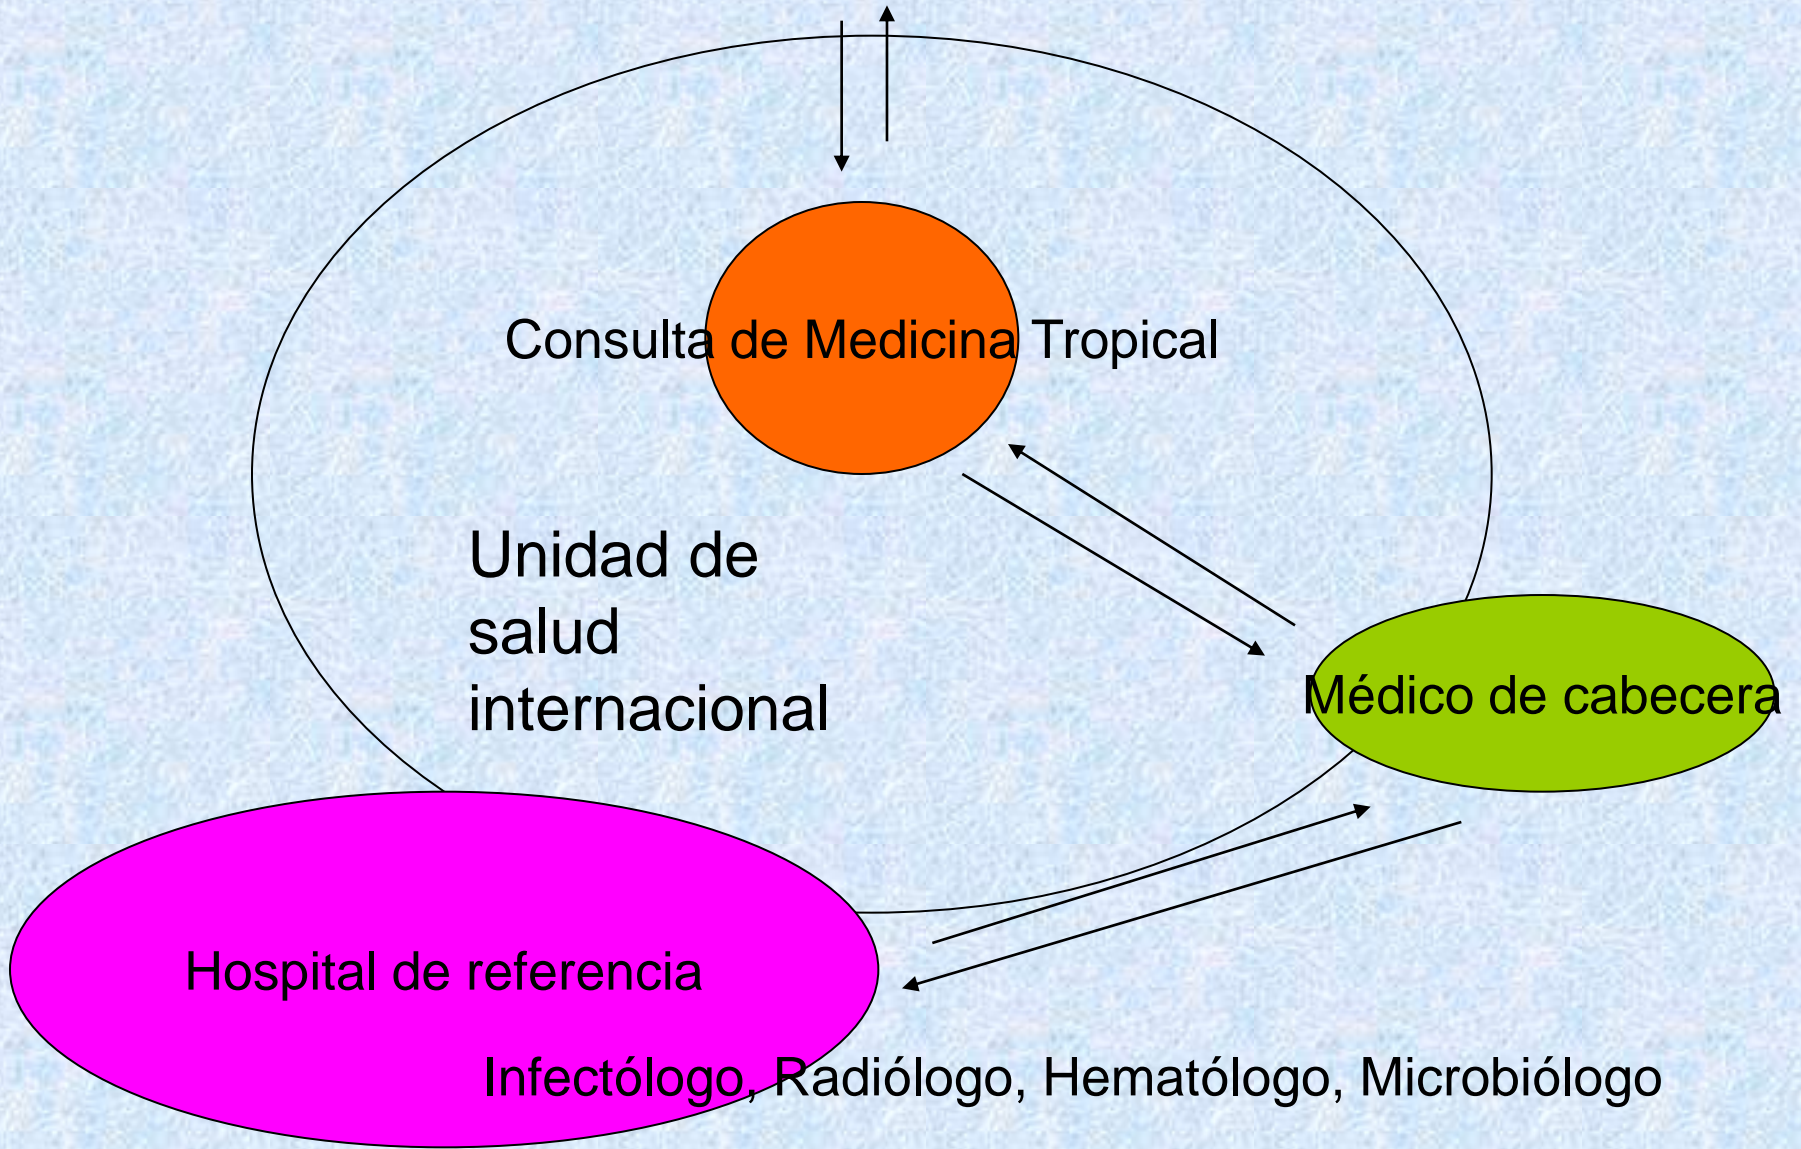 Consulta de Medicina Tropical
Unidad de
salud
internacional
Médico de cabecera
Hospital de referencia
Infectólogo, Radiólogo, Hematólogo, Microbiólogo